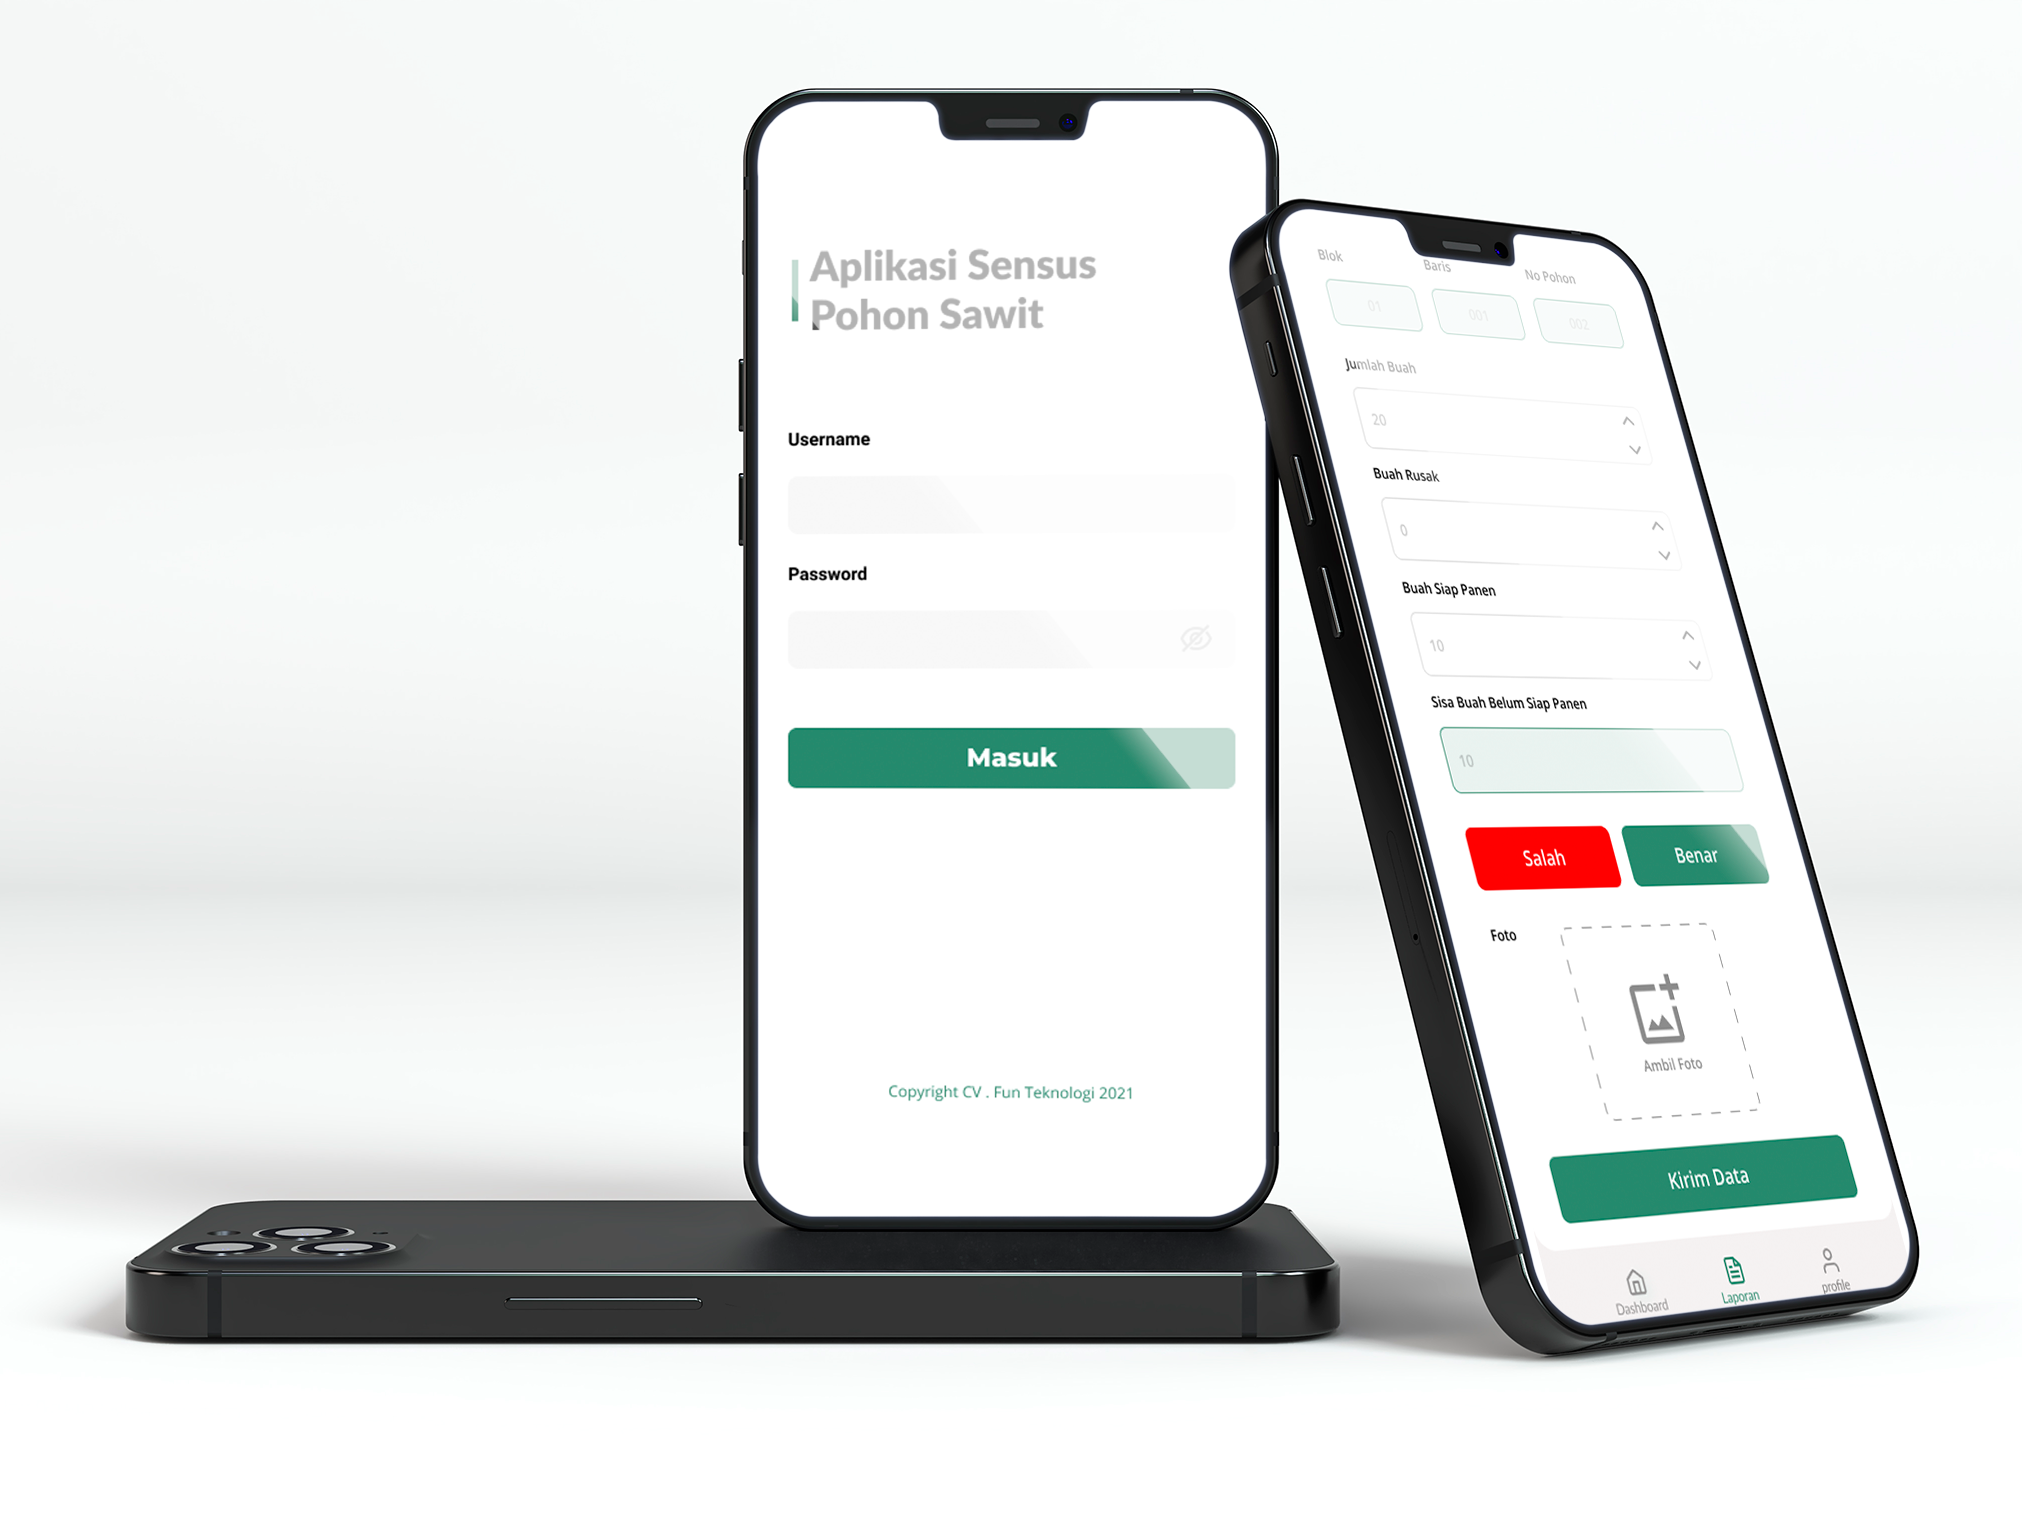 Aplikasi Sensus
Pohon Sawit
Username
Password
Masuk
Copyright CV . Fun Teknologi 2021
Blok
Baris
No Pohon
01
001
002
Jumlah Buah
20
Buah Rusak
0
Buah Siap Panen
10
Sisa Buah Belum Siap Panen
10
Salah
Benar
Foto
Ambil Foto
Kirim Data
Dashboard
Laporan
profile